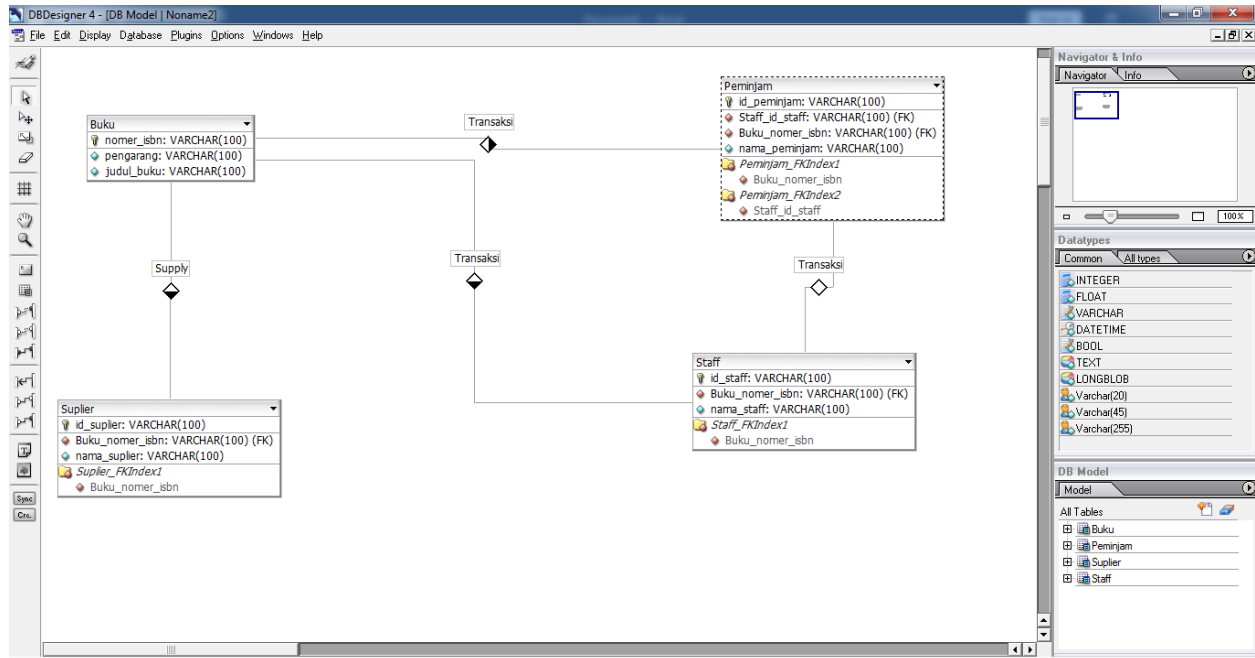 DBDesigner 4 - [DB Model | Noname2]
File Edit Display Database Plugins Options Windows Help
Buku
nomer_isbn: VARCHAR(100)
pengarang: VARCHAR(100)
judul_buku: VARCHAR(100)
Transaksi
Peminjam
id_peminjam: VARCHAR(100)
Staff_id_staff: VARCHAR(100) (FK)
Buku_nomer_isbn: VARCHAR(100) (FK)
nama_peminjam: VARCHAR(100)
Peminjam_FKIndex1
Buku_nomer_isbn
Peminjam_FKIndex2
Staff_id_staff
Supply
Transaksi
Transaksi
Suplier
id_suplier: VARCHAR(100)
Buku_nomer_isbn: VARCHAR(100) (FK)
nama_suplier: VARCHAR(100)
Suplier_FKIndex1
Buku_nomer_isbn
Staff
id_staff: VARCHAR(100)
Buku_nomer_isbn: VARCHAR(100) (FK)
nama_staff: VARCHAR(100)
Staff_FKIndex1
Buku_nomer_isbn
Sync
Navigator & Info
Navigator Info
100%
Datatypes
Common All types
INTEGER
FLOAT
VARCHAR
DATETIME
BOOL
TEXT
LONGBLOB
Varchar(20)
Varchar(45)
Varchar(255)
DB Model
Model
All Tables
Buku
Peminjam
Suplier
Staff